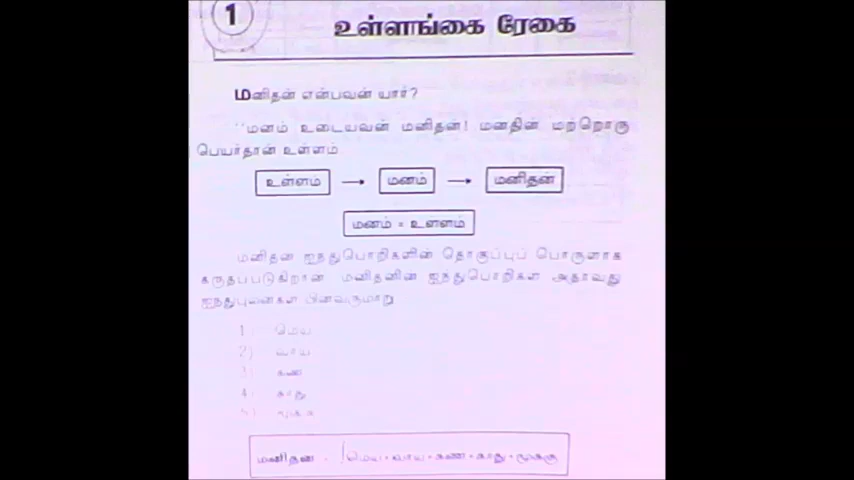 1
உள்ளங்கை ரேகை
மனிதன் என்பவன் யார்?
"மனம் உடையவன் மனிதன்! மனதின் மற்றொரு
பெயர்தான் உள்ளம்
உள்ளம் → மனம் → மனிதன்
மனம் = உள்ளம்
மனிதன் ஐந்துபொறிகளின் தொகுப்புப் பொருளாக
கருதப்படுகிறான் மனிதனின் ஐந்துபொறிகள் அதாவது
ஐந்துபுலன்கள் பின்வருமாறு
1) மெய்
2) வாய்
3) கண்
4) காது
5) மூக்கு
மனிதன் = ∫மெய் + வாய் + கண் + காது + மூக்கு